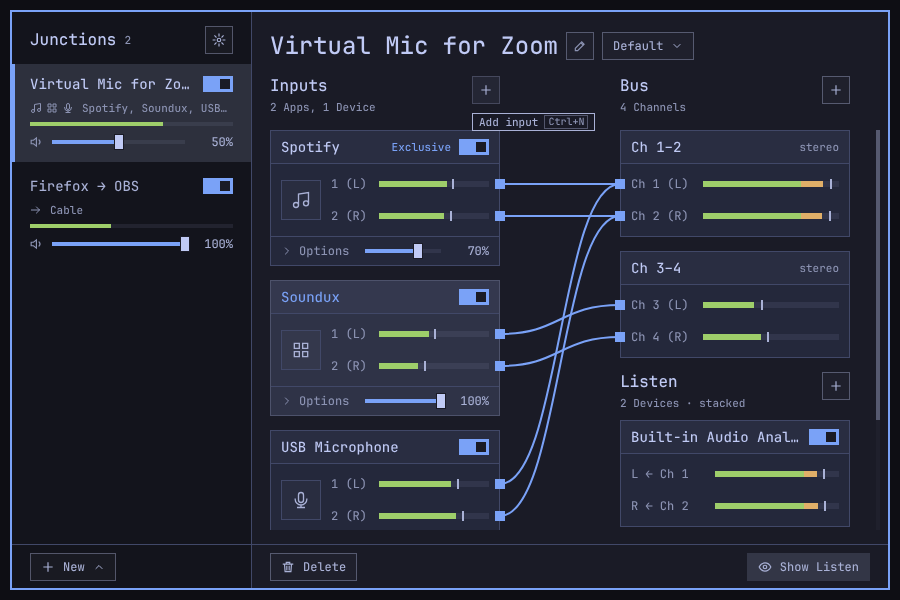 Junctions 2
Virtual Mic for Zo…
Spotify, Soundux, USB…
50%
Firefox → OBS
→ Cable
100%
New
Virtual Mic for Zoom
Default
Inputs
2 Apps, 1 Device
Add input Ctrl+N
Spotify Exclusive
1 (L)
2 (R)
Options 70%
Soundux
1 (L)
2 (R)
Options 100%
USB Microphone
1 (L)
2 (R)
Bus
4 Channels
Ch 1–2 stereo
Ch 1 (L)
Ch 2 (R)
Ch 3–4 stereo
Ch 3 (L)
Ch 4 (R)
Listen
2 Devices · stacked
Built-in Audio Anal…
L ← Ch 1
R ← Ch 2
Delete
Show Listen